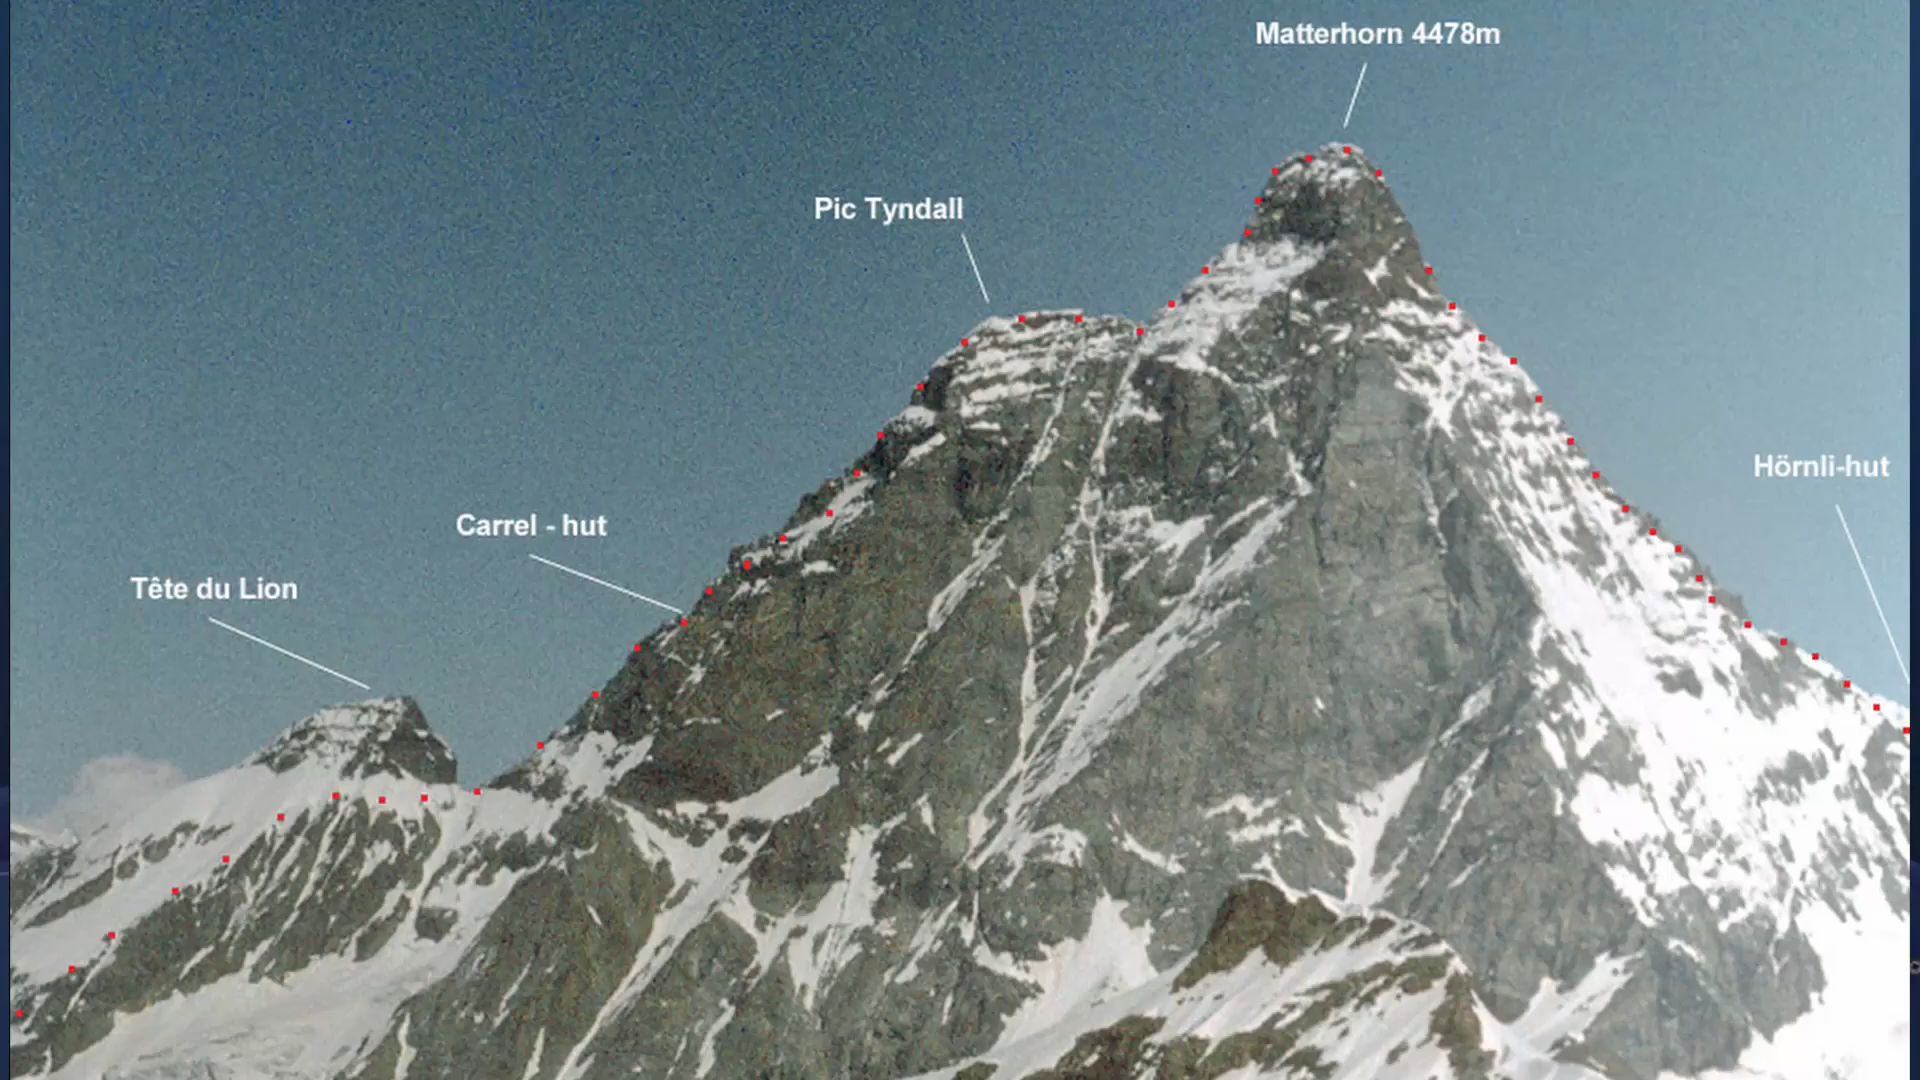 Matterhorn 4478m
Pic Tyndall
Hörnli-hut
Carrel - hut
Tête du Lion